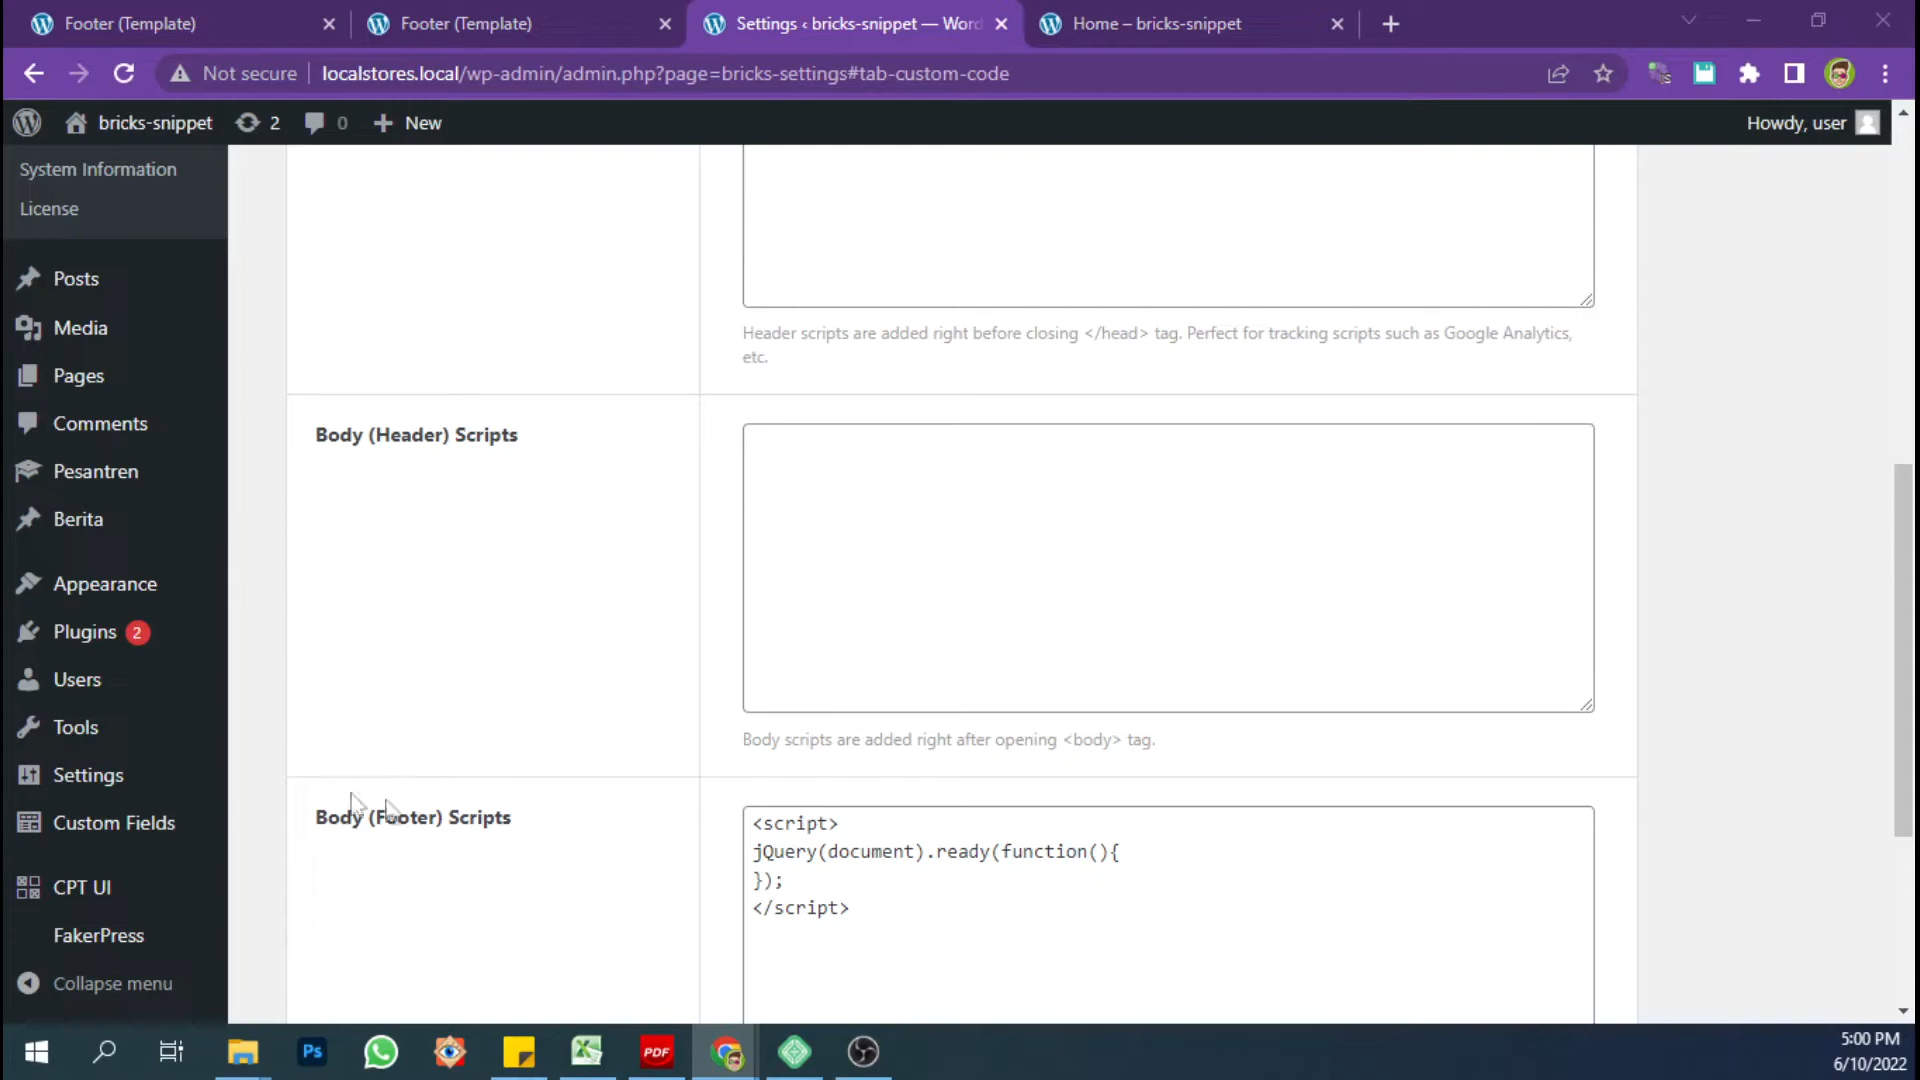 Footer (Template)
Footer (Template)
Settings ‹ bricks-snippet — Word
Home – bricks-snippet
Not secure
localstores.local/wp-admin/admin.php?page=bricks-settings#tab-custom-code
bricks-snippet
2
0
New
Howdy, user
System Information
License
Posts
Media
Pages
Comments
Pesantren
Berita
Appearance
Plugins 2
Users
Tools
Settings
Custom Fields
CPT UI
FakerPress
Collapse menu
Header scripts are added right before closing </head> tag. Perfect for tracking scripts such as Google Analytics,
etc.
Body (Header) Scripts
Body scripts are added right after opening <body> tag.
Body (Footer) Scripts
<script>
jQuery(document).ready(function(){
});
</script>
Ps
PDF
5:00 PM
6/10/2022